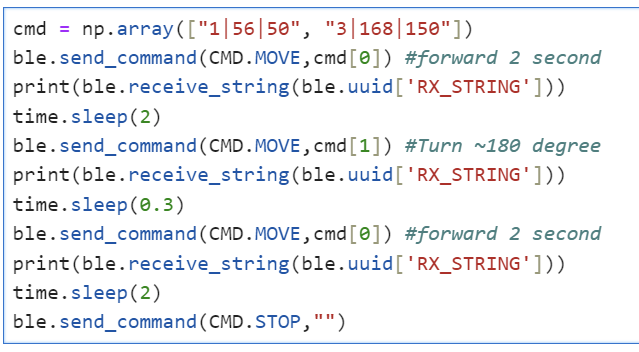 cmd = np.array(["1|56|50", "3|168|150"])
ble.send_command(CMD.MOVE,cmd[0]) #forward 2 second
print(ble.receive_string(ble.uuid['RX_STRING']))
time.sleep(2)
ble.send_command(CMD.MOVE,cmd[1]) #Turn ~180 degree
print(ble.receive_string(ble.uuid['RX_STRING']))
time.sleep(0.3)
ble.send_command(CMD.MOVE,cmd[0]) #forward 2 second
print(ble.receive_string(ble.uuid['RX_STRING']))
time.sleep(2)
ble.send_command(CMD.STOP,"")